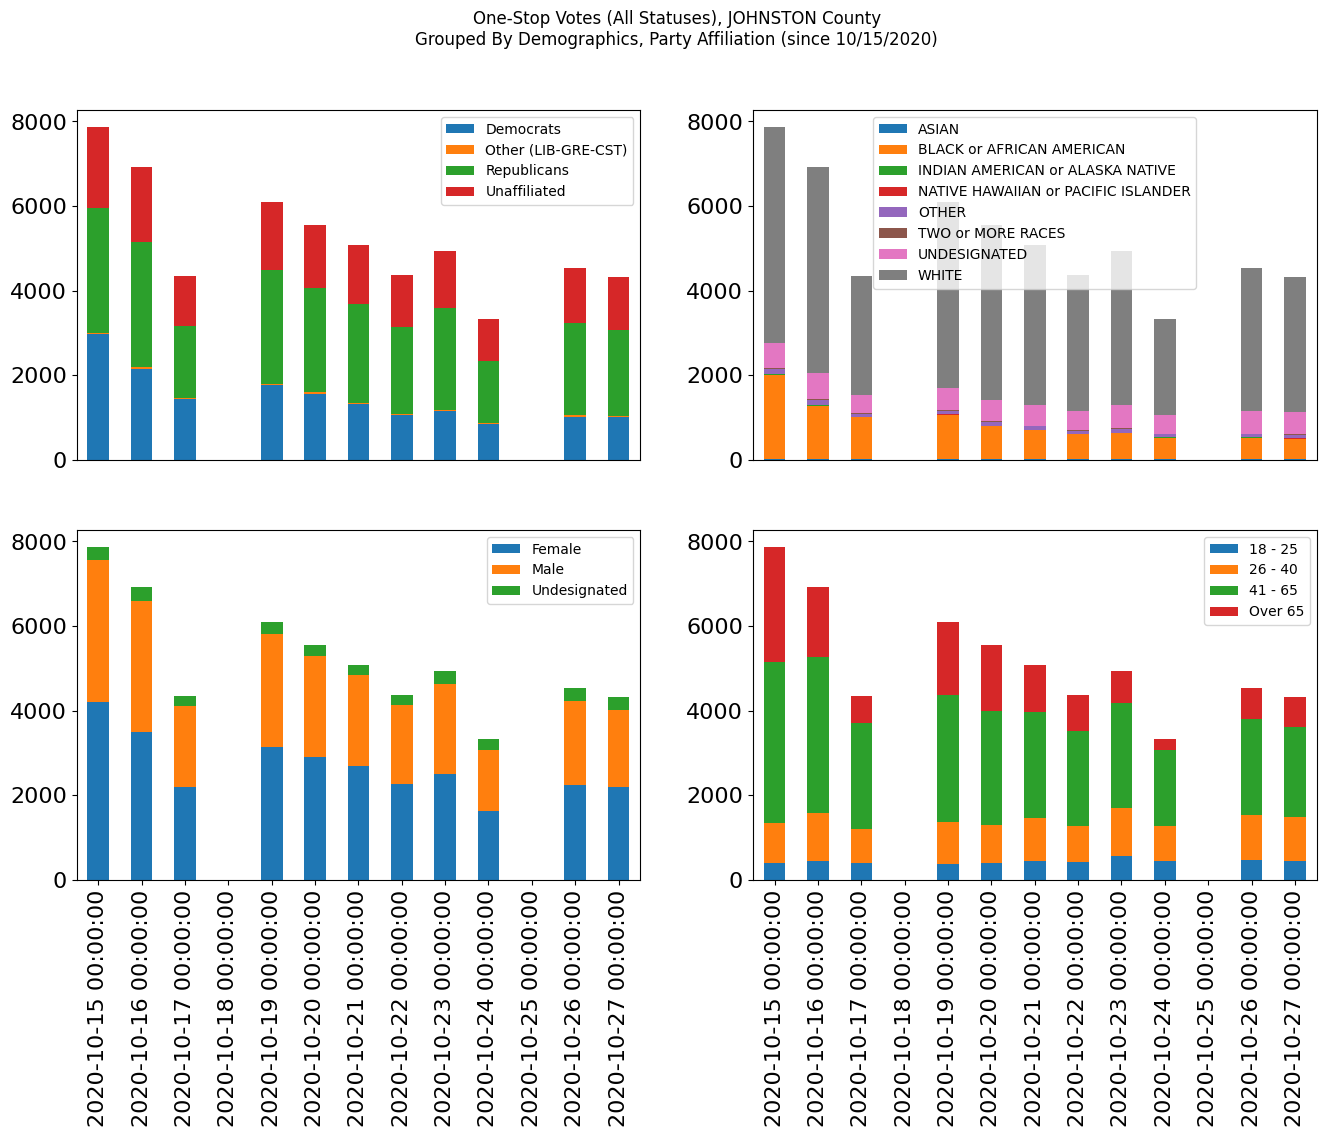 One-Stop Votes (All Statuses), JOHNSTON County
Grouped By Demographics, Party Affiliation (since 10/15/2020)
8000
6000
4000
2000
0
Democrats
Other (LIB-GRE-CST)
Republicans
Unaffiliated
8000
6000
4000
2000
0
ASIAN
BLACK or AFRICAN AMERICAN
INDIAN AMERICAN or ALASKA NATIVE
NATIVE HAWAIIAN or PACIFIC ISLANDER
OTHER
TWO or MORE RACES
UNDESIGNATED
WHITE
8000
6000
4000
2000
0
Female
Male
Undesignated
2020-10-15 00:00:00
2020-10-16 00:00:00
2020-10-17 00:00:00
2020-10-18 00:00:00
2020-10-19 00:00:00
2020-10-20 00:00:00
2020-10-21 00:00:00
2020-10-22 00:00:00
2020-10-23 00:00:00
2020-10-24 00:00:00
2020-10-25 00:00:00
2020-10-26 00:00:00
2020-10-27 00:00:00
8000
6000
4000
2000
0
18 - 25
26 - 40
41 - 65
Over 65
2020-10-15 00:00:00
2020-10-16 00:00:00
2020-10-17 00:00:00
2020-10-18 00:00:00
2020-10-19 00:00:00
2020-10-20 00:00:00
2020-10-21 00:00:00
2020-10-22 00:00:00
2020-10-23 00:00:00
2020-10-24 00:00:00
2020-10-25 00:00:00
2020-10-26 00:00:00
2020-10-27 00:00:00